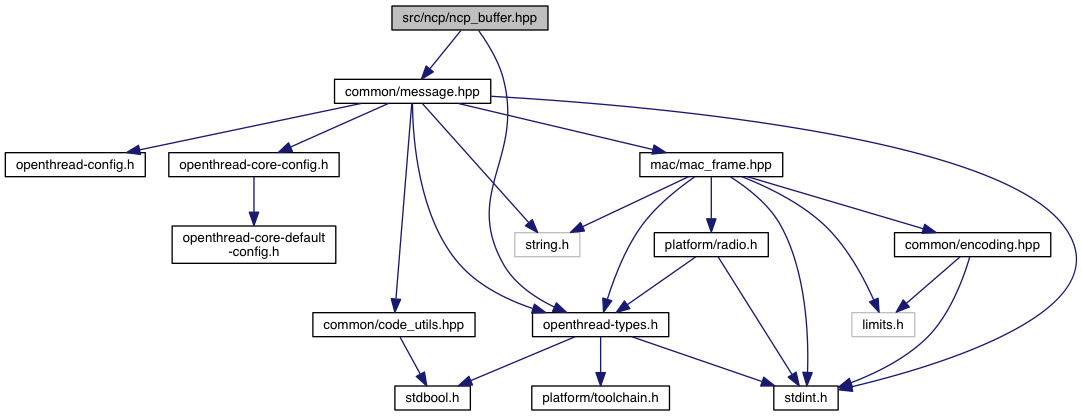 src/ncp/ncp_buffer.hpp
common/message.hpp
openthread-config.h
openthread-core-config.h
mac/mac_frame.hpp
openthread-core-default
-config.h
string.h
platform/radio.h
common/encoding.hpp
common/code_utils.hpp
openthread-types.h
limits.h
stdbool.h
platform/toolchain.h
stdint.h